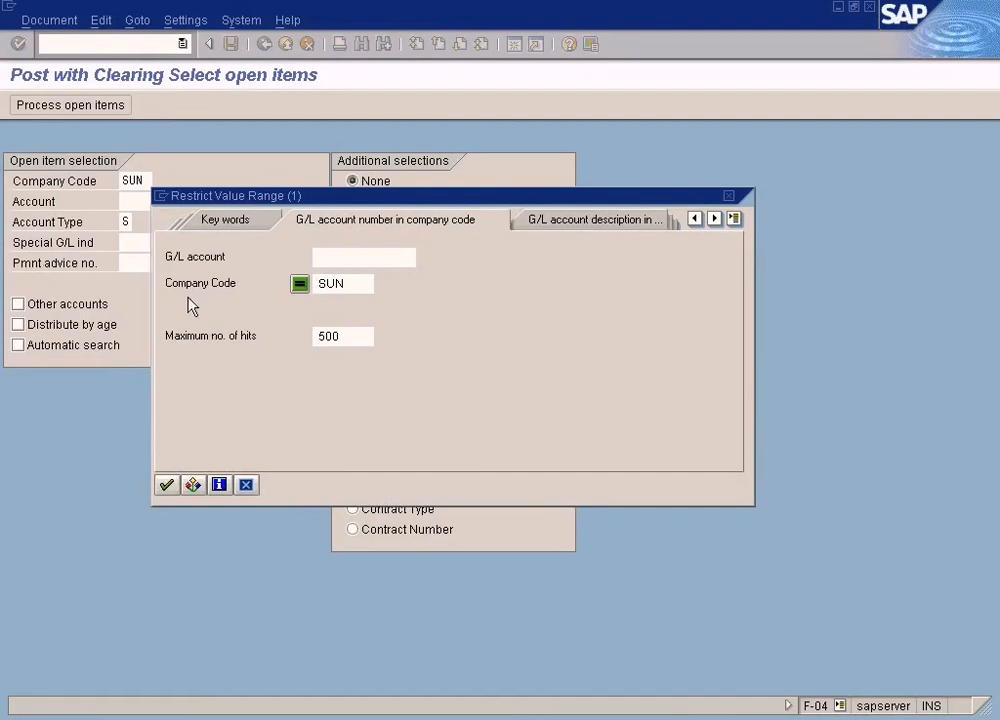 Document Edit Goto Settings System Help
SAP
Post with Clearing Select open items
Process open items
Open item selection
Additional selections
Company Code SUN
None
Account
Account Type S
Special G/L ind
Pmnt advice no.
Other accounts
Distribute by age
Automatic search
Restrict Value Range (1)
Key words
G/L account number in company code
G/L account description in ...
G/L account
Company Code SUN
Maximum no. of hits 500
Contract Type
Contract Number
F-04 sapserver INS